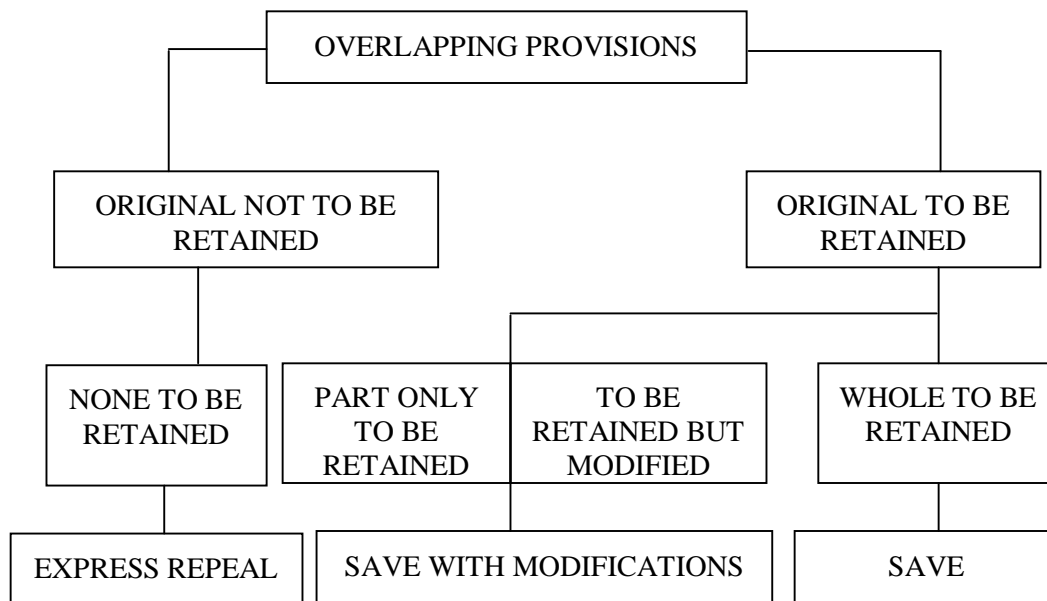 OVERLAPPING PROVISIONS
ORIGINAL NOT TO BE
RETAINED
ORIGINAL TO BE
RETAINED
NONE TO BE
RETAINED
PART ONLY
TO BE
RETAINED
TO BE
RETAINED BUT
MODIFIED
WHOLE TO BE
RETAINED
EXPRESS REPEAL
SAVE WITH MODIFICATIONS
SAVE